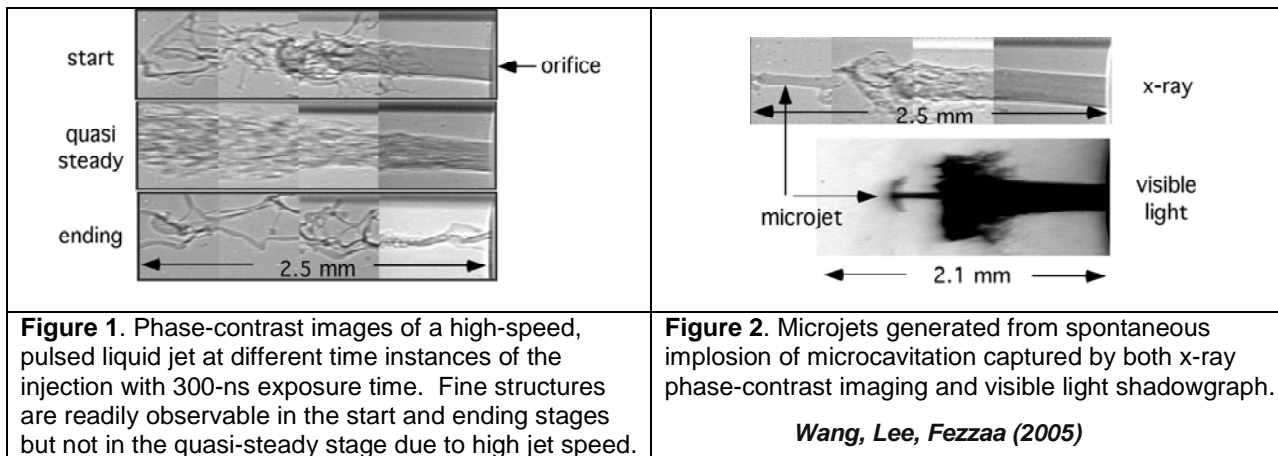 start
orifice
quasi
steady
ending
2.5 mm
x-ray
2.5 mm
visible
light
microjet
2.1 mm
Figure 1. Phase-contrast images of a high-speed,
pulsed liquid jet at different time instances of the
injection with 300-ns exposure time. Fine structures
are readily observable in the start and ending stages
but not in the quasi-steady stage due to high jet speed.
Figure 2. Microjets generated from spontaneous
implosion of microcavitation captured by both x-ray
phase-contrast imaging and visible light shadowgraph.
Wang, Lee, Fezzaa (2005)